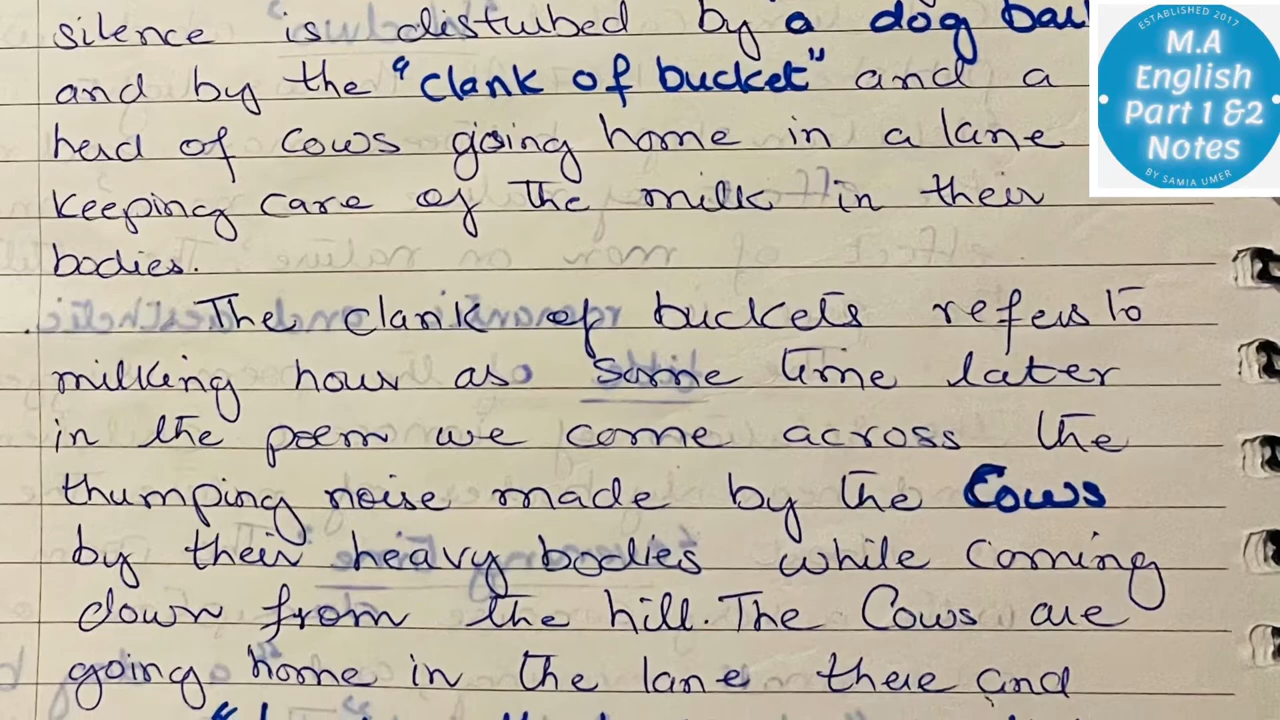 silence is disturbed by a dog
and by the "clank of bucket" and a
herd of cows going home in a lane
keeping care of the milk in their
bodies.
The clank of buckets refers to
milking hour as some time later
in the poem we come across the
thumping noise made by the Cows
by their heavy bodies while coming
down from the hill. The Cows are
going home in the lane there and
ESTABLISHED 2017
M.A
English
Part 1 &2
Notes
BY SAMIA UMER